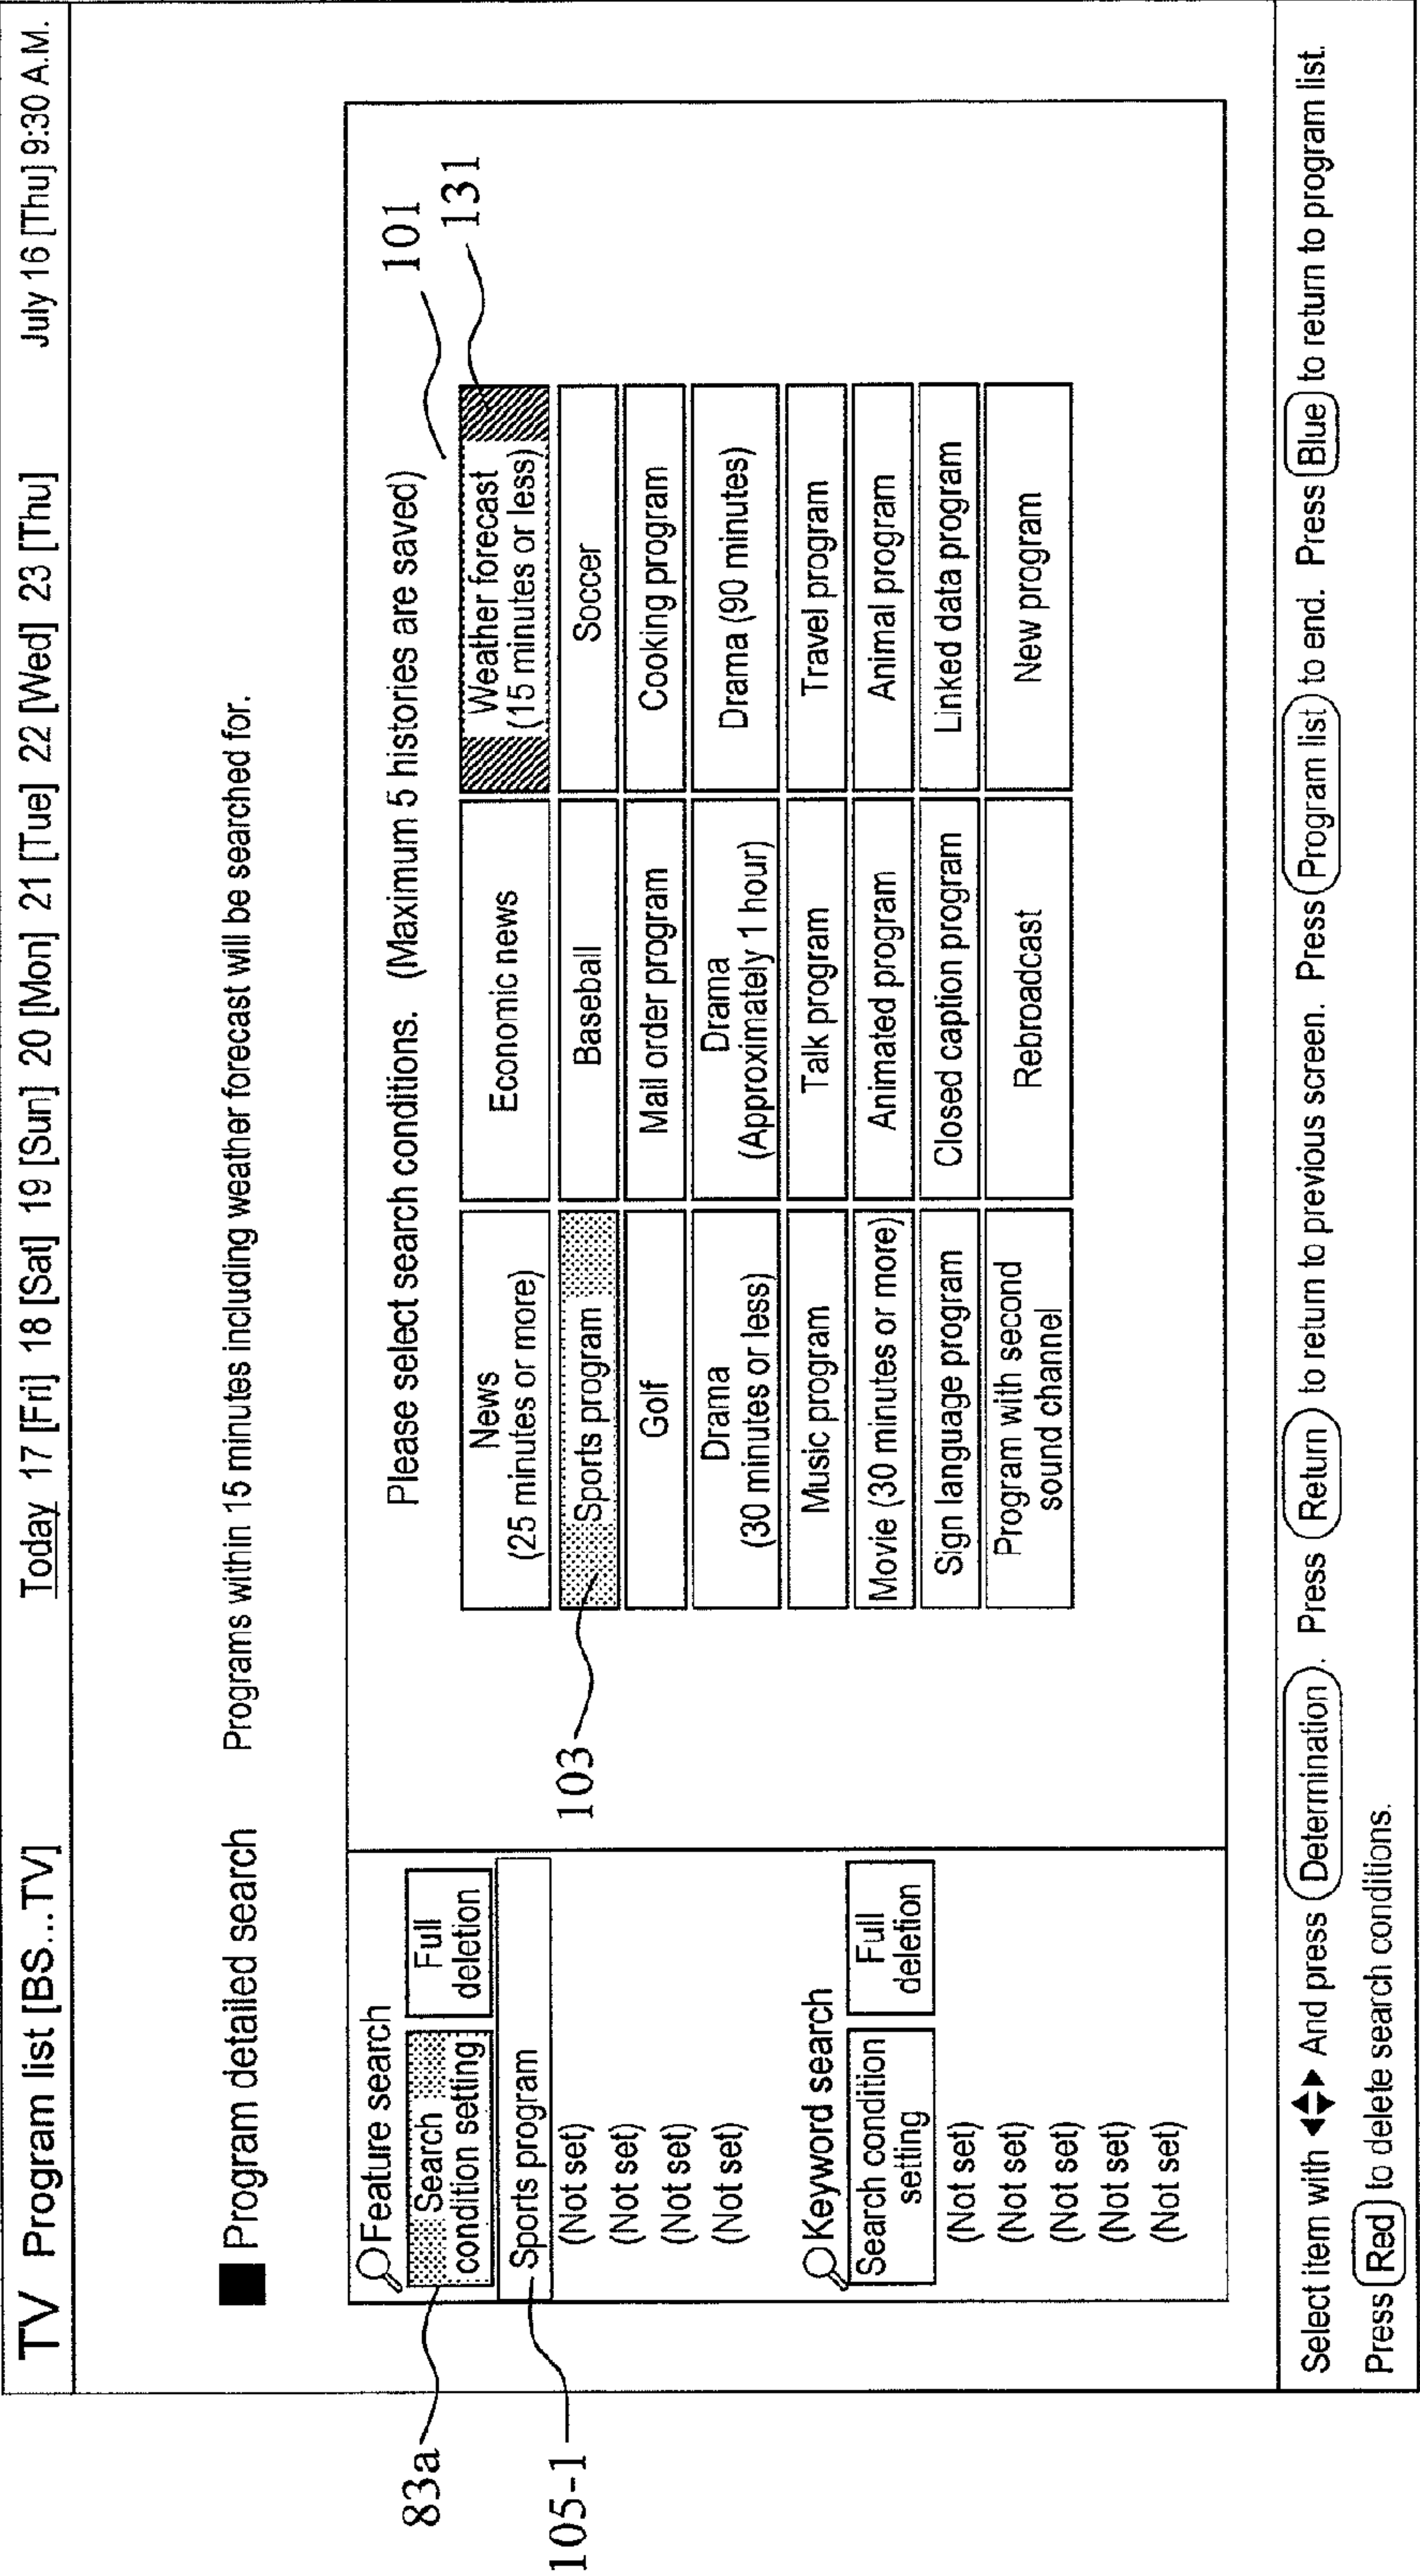 TV Program list [BS...TV] Today 17 [Fri] 18 [Sat] 19 [Sun] 20 [Mon] 21 [Tue] 22 [Wed] 23 [Thu] July 16 [Thu] 9:30 A.M.
Program detailed search Programs within 15 minutes including weather forecast will be searched for.
83a
105-1
Feature search
Search
condition setting
Full
deletion
Sports program
(Not set)
(Not set)
(Not set)
(Not set)
Keyword search
Search condition
setting
Full
deletion
(Not set)
(Not set)
(Not set)
(Not set)
(Not set)
Please select search conditions. (Maximum 5 histories are saved)
101
131
103
News
(25 minutes or more)
Economic news
Weather forecast
(15 minutes or less)
Sports program
Baseball
Soccer
Golf
Mail order program
Cooking program
Drama
(30 minutes or less)
Drama
(Approximately 1 hour)
Drama (90 minutes)
Music program
Talk program
Travel program
Movie (30 minutes or more)
Animated program
Animal program
Sign language program
Closed caption program
Linked data program
Program with second
sound channel
Rebroadcast
New program
Select item with And press Determination. Press Return to return to previous screen. Press Program list to end. Press Blue to return to program list.
Press Red to delete search conditions.